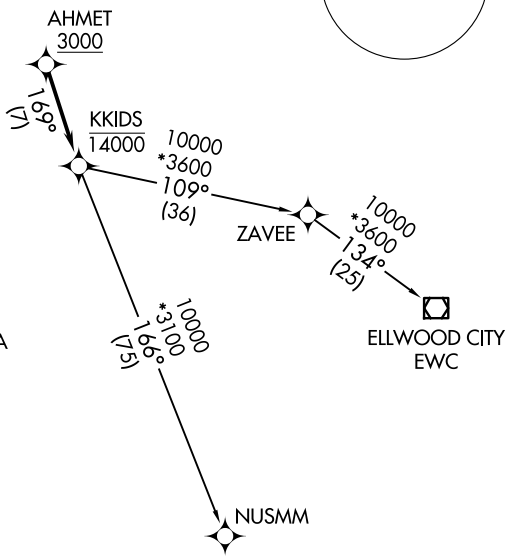 AHMET
3000
169°
(7)
KKIDS
14000
10000
*3600
109°
(36)
ZAVEE
10000
*3600
134°
(25)
ELLWOOD CITY
EWC
10000
*3100
166°
(75)
A
NUSMM